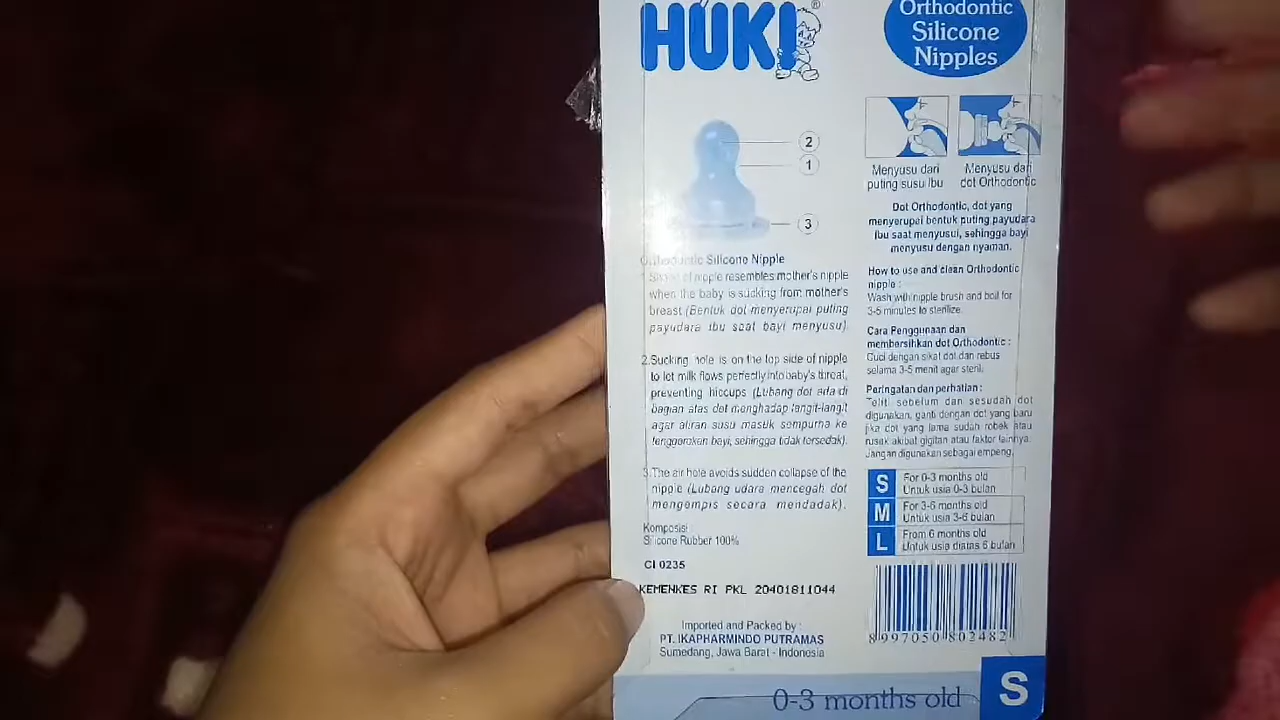 HUKI ®
Orthodontic
Silicone
Nipples
2
1
3
Menyusu dari
puting susu Ibu
Menyusu dari
dot Orthodontic
Dot Orthodontic, dot yang
menyerupai bentuk puting payudara
Ibu saat menyusui, sehingga bayi
menyusu dengan nyaman.
Orthodontic Silicone Nipple
1. Shape of nipple resembles mother's nipple
when the baby is sucking from mother's
breast (Bentuk dot menyerupai puting
payudara ibu saat bayi menyusu).
2. Sucking hole is on the top side of nipple
to let milk flows perfectly into baby's throat,
preventing hiccups (Lubang dot ada di
bagian atas dot menghadap langit-langit
agar aliran susu masuk sempurna ke
tenggorokan bayi, sehingga tidak tersedak).
3. The air hole avoids sudden collapse of the
nipple (Lubang udara mencegah dot
mengempis secara mendadak).
Komposisi:
Silicone Rubber 100%
CI 0235
KEMENKES RI PKL 20401811044
Imported and Packed by :
PT. IKAPHARMINDO PUTRAMAS
Sumedang, Jawa Barat - Indonesia
How to use and clean Orthodontic
nipple :
Wash with nipple brush and boil for
3-5 minutes to sterilize.
Cara Penggunaan dan
membersihkan dot Orthodontic :
Cuci dengan sikat dot dan rebus
selama 3-5 menit agar steril.
Peringatan dan perhatian :
Teliti sebelum dan sesudah dot
digunakan, ganti dengan dot yang baru
jika dot yang lama sudah robek atau
rusak akibat gigitan atau faktor lainnya.
Jangan digunakan sebagai empeng.
S For 0-3 months old
Untuk usia 0-3 bulan
M For 3-6 months old
Untuk usia 3-6 bulan
L From 6 months old
Untuk usia diatas 6 bulan
8 997050 802482
0-3 months old S